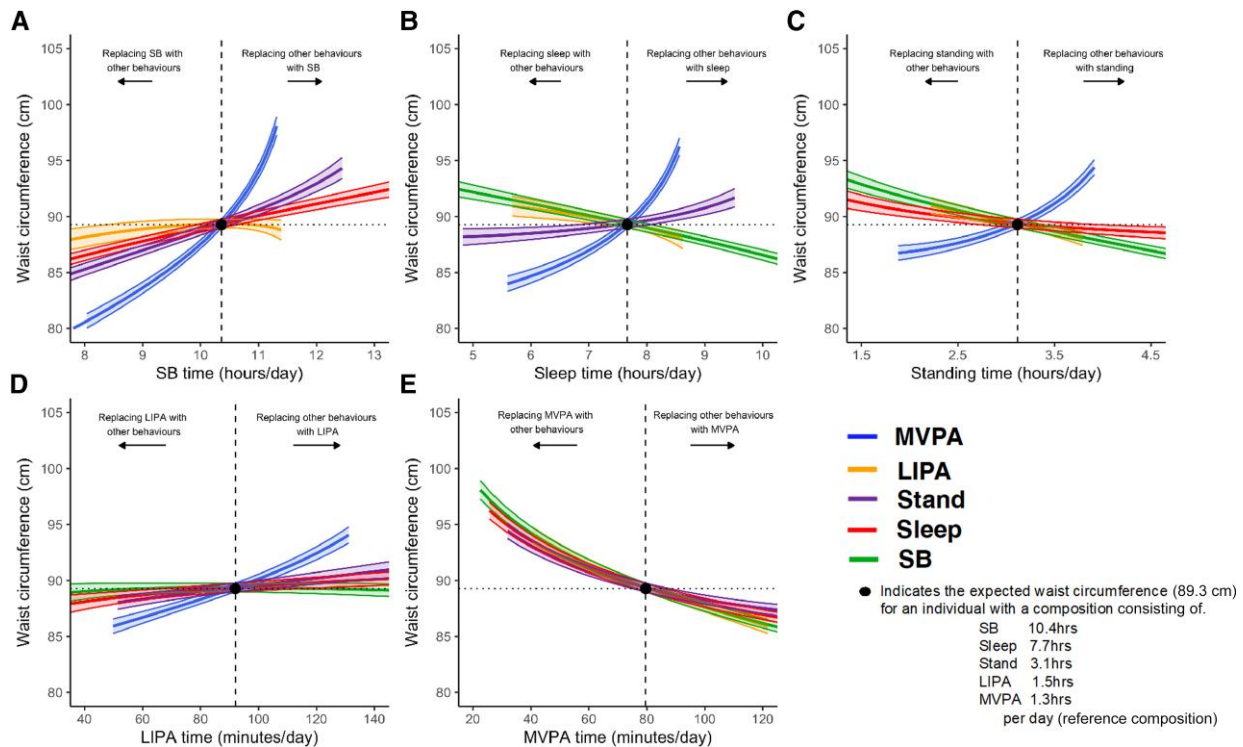 A
Replacing SB with
other behaviours
Replacing other behaviours
with SB
Waist circumference (cm)
105
100
95
90
85
80
8
9
10
11
12
13
SB time (hours/day)
B
Replacing sleep with
other behaviours
Replacing other behaviours
with sleep
Waist circumference (cm)
105
100
95
90
85
80
5
6
7
8
9
10
Sleep time (hours/day)
C
Replacing standing with
other behaviours
Replacing other behaviours
with standing
Waist circumference (cm)
105
100
95
90
85
80
1.5
2.5
3.5
4.5
Standing time (hours/day)
D
Replacing LIPA with
other behaviours
Replacing other behaviours
with LIPA
Waist circumference (cm)
105
100
95
90
85
80
40
60
80
100
120
140
LIPA time (minutes/day)
E
Replacing MVPA with
other behaviours
Replacing other behaviours
with MVPA
Waist circumference (cm)
105
100
95
90
85
80
20
40
60
80
100
120
MVPA time (minutes/day)
MVPA
LIPA
Stand
Sleep
SB
Indicates the expected waist circumference (89.3 cm)
for an individual with a composition consisting of.
SB 10.4hrs
Sleep 7.7hrs
Stand 3.1hrs
LIPA 1.5hrs
MVPA 1.3hrs
per day (reference composition)